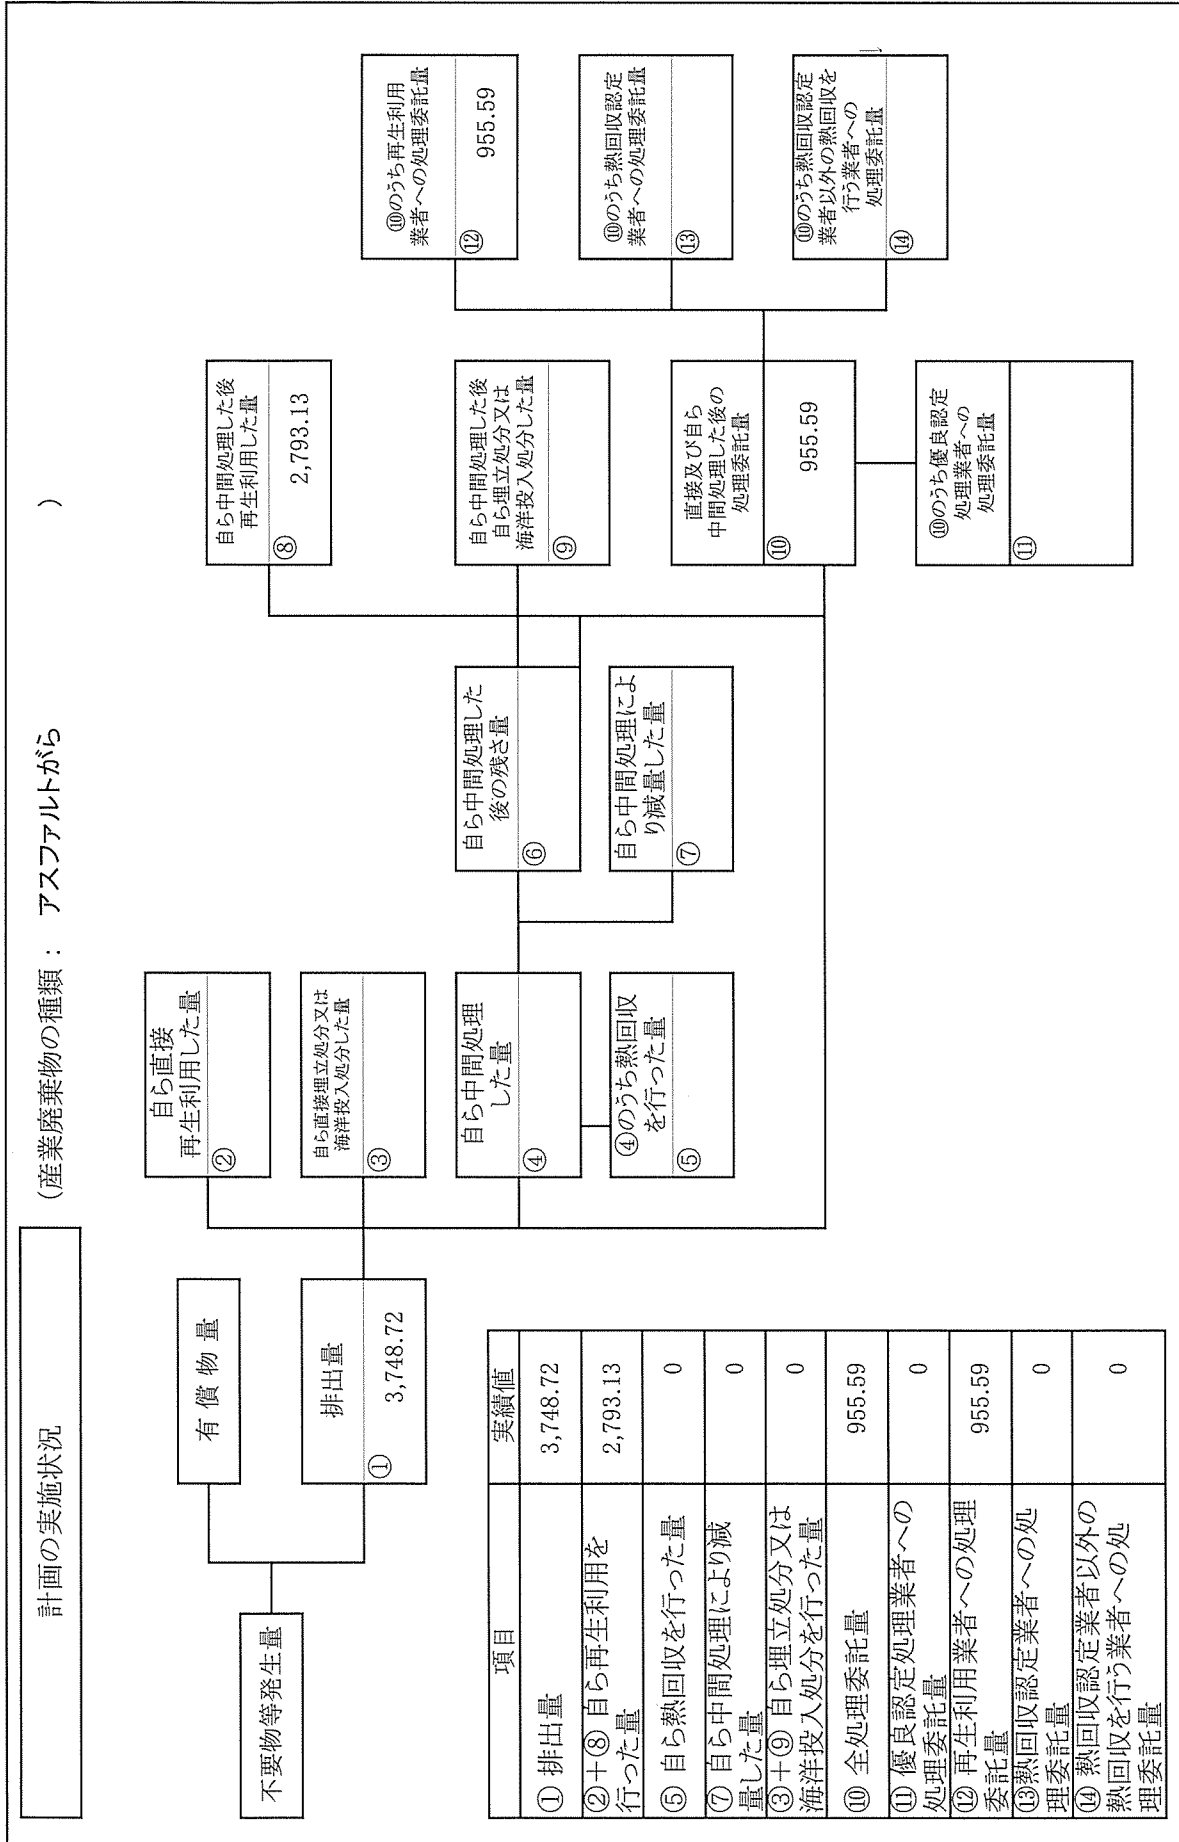 計画の実施状況
(産業廃棄物の種類： アスファルトがら )
不要物等発生量
有償物量
排出量
① 3,748.72
自ら直接
再生利用した量
②
自ら直接埋立処分又は
海洋投入処分した量
③
自ら中間処理
した量
④
④のうち熱回収
を行った量
⑤
自ら中間処理した
後の残さ量
⑥
自ら中間処理によ
り減量した量
⑦
自ら中間処理した後
再生利用した量
⑧ 2,793.13
自ら中間処理した後
自ら埋立処分又は
海洋投入処分した量
⑨
直接及び自ら
中間処理した後の
処理委託量
⑩ 955.59
⑩のうち優良認定
処理業者への
処理委託量
⑪
⑩のうち再生利用
業者への処理委託量
⑫ 955.59
⑩のうち熱回収認定
業者への処理委託量
⑬
⑩のうち熱回収認定
業者以外の熱回収を
行う業者への
処理委託量
⑭
項目 実績値
① 排出量 3,748.72
②＋⑧ 自ら再生利用を
行った量 2,793.13
⑤ 自ら熱回収を行った量 0
⑦ 自ら中間処理により減
量した量 0
③＋⑨ 自ら埋立処分又は
海洋投入処分を行った量 0
⑩ 全処理委託量 955.59
⑪ 優良認定処理業者への
処理委託量 0
⑫ 再生利用業者への処理
委託量 955.59
⑬熱回収認定業者への処
理委託量 0
⑭ 熱回収認定業者以外の
熱回収を行う業者への処
理委託量 0